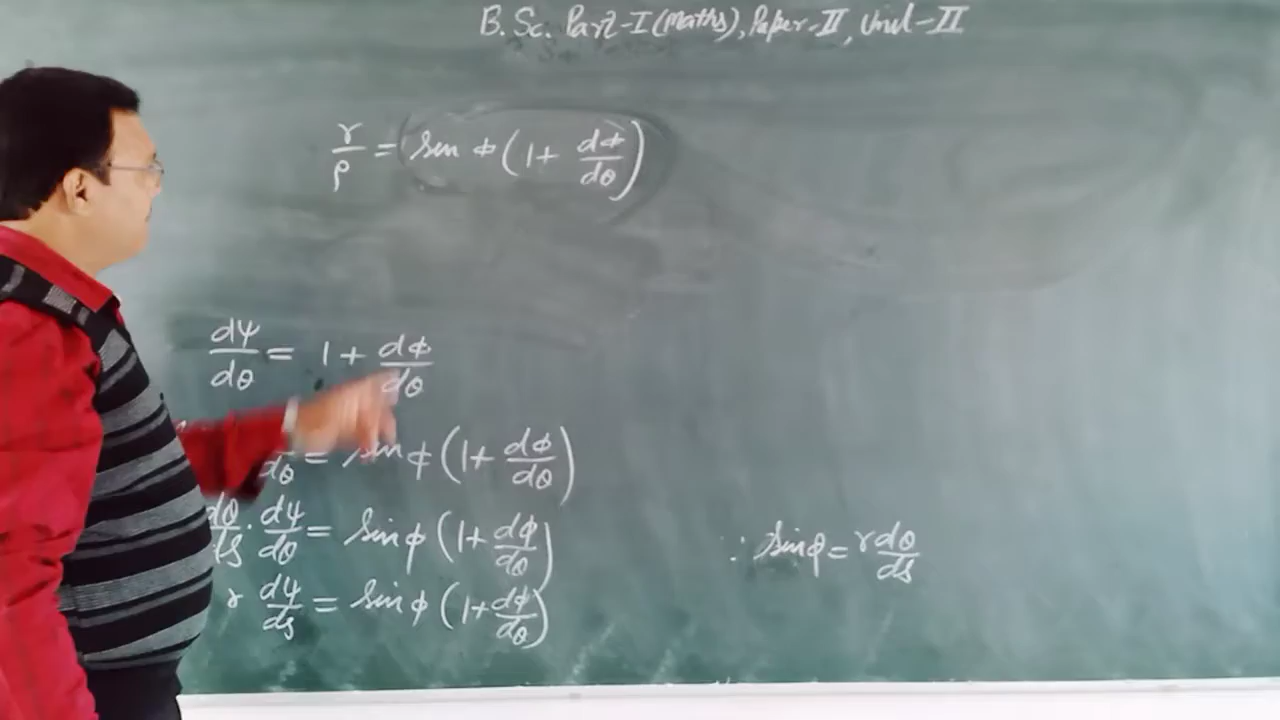 B.Sc. Part-I (Maths), Paper-II, Unit-II
r/ρ = sin φ (1 + dφ/dθ)
dψ/dθ = 1 + dφ/dθ
dθ = sin φ (1 + dφ/dθ)
dθ/ds · dψ/dθ = sin φ (1 + dφ/dθ)
∵ sin φ = r dθ/ds
r dψ/ds = sin φ (1 + dφ/dθ)